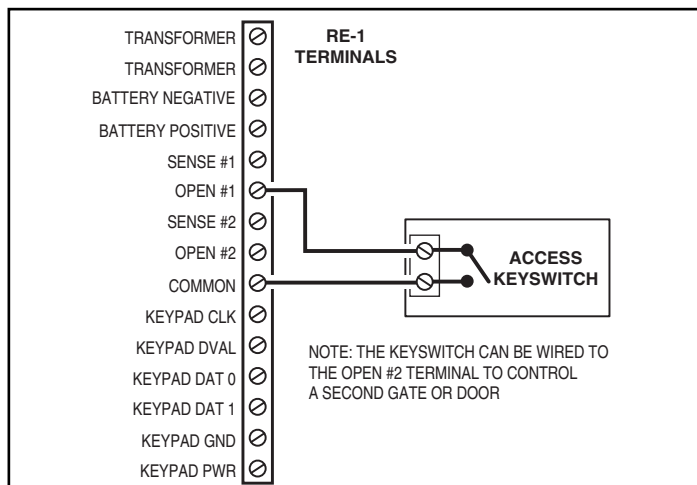 TRANSFORMER
TRANSFORMER
BATTERY NEGATIVE
BATTERY POSITIVE
SENSE #1
OPEN #1
SENSE #2
OPEN #2
COMMON
KEYPAD CLK
KEYPAD DVAL
KEYPAD DAT 0
KEYPAD DAT 1
KEYPAD GND
KEYPAD PWR
RE-1
TERMINALS
ACCESS
KEYSWITCH
NOTE: THE KEYSWITCH CAN BE WIRED TO
THE OPEN #2 TERMINAL TO CONTROL
A SECOND GATE OR DOOR